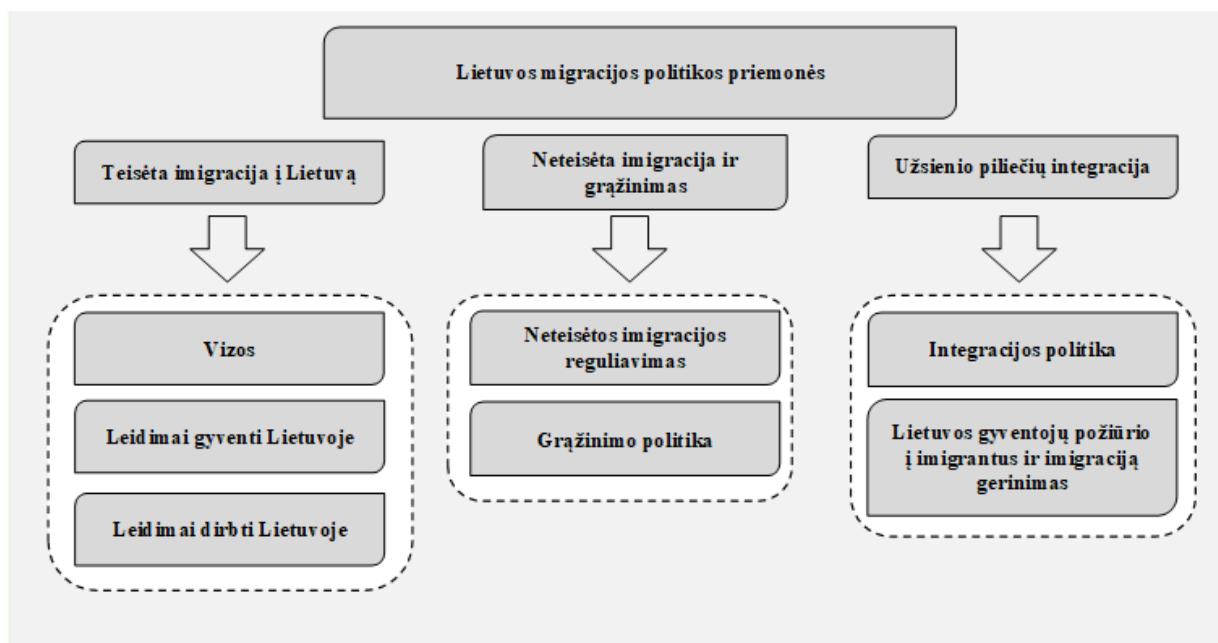 Lietuvos migracijos politikos priemonės
Teisėta imigracija į Lietuvą
Neteisėta imigracija ir
grąžinimas
Užsienio piliečių integracija
Vizos
Leidimai gyventi Lietuvoje
Leidimai dirbti Lietuvoje
Neteisėtos imigracijos
reguliavimas
Grąžinimo politika
Integracijos politika
Lietuvos gyventojų požiūrio
į imigrantus ir imigraciją
gerinimas